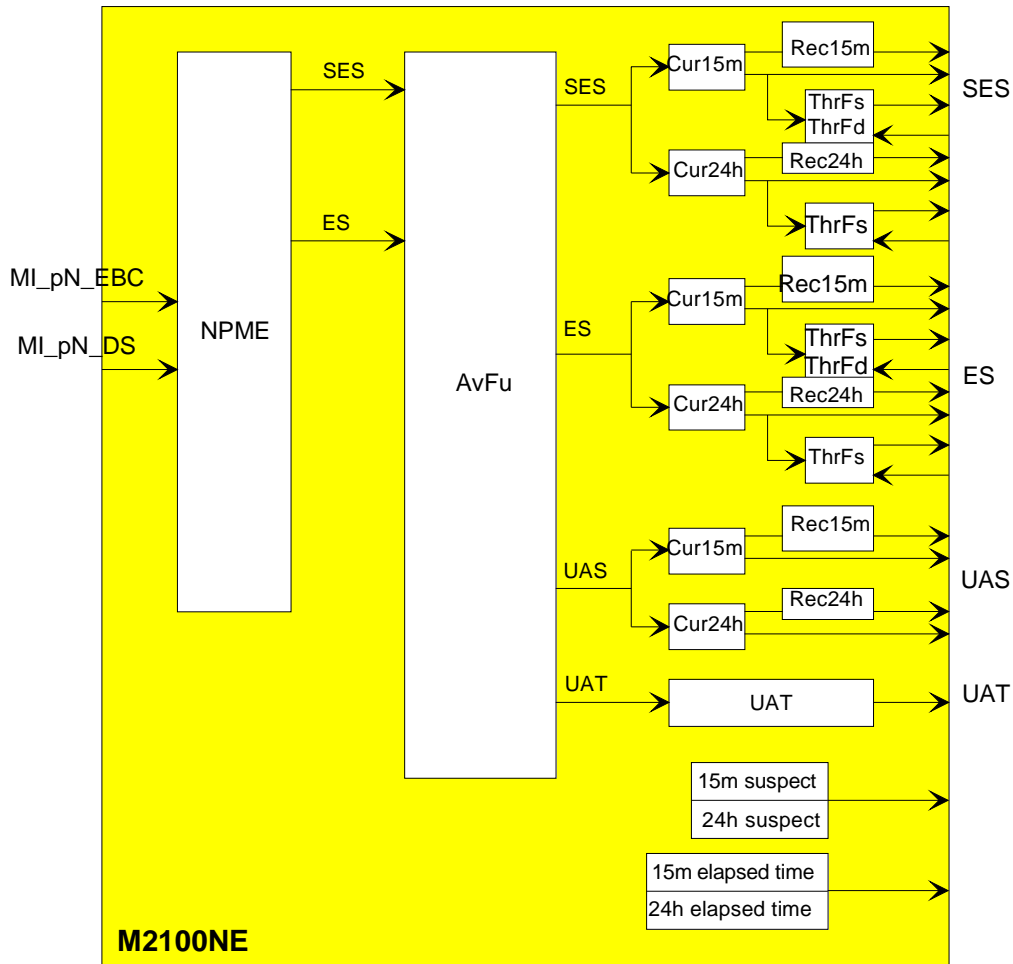 SES
SES
Cur15m
Rec15m
SES
ThrFs
ThrFd
Cur24h
Rec24h
ThrFs
ES
MI_pN_EBC
MI_pN_DS
NPME
AvFu
ES
Cur15m
Rec15m
ThrFs
ThrFd
ES
Cur24h
Rec24h
ThrFs
UAS
Cur15m
Rec15m
UAS
Cur24h
Rec24h
UAT
UAT
UAT
15m suspect
24h suspect
15m elapsed time
24h elapsed time
M2100NE